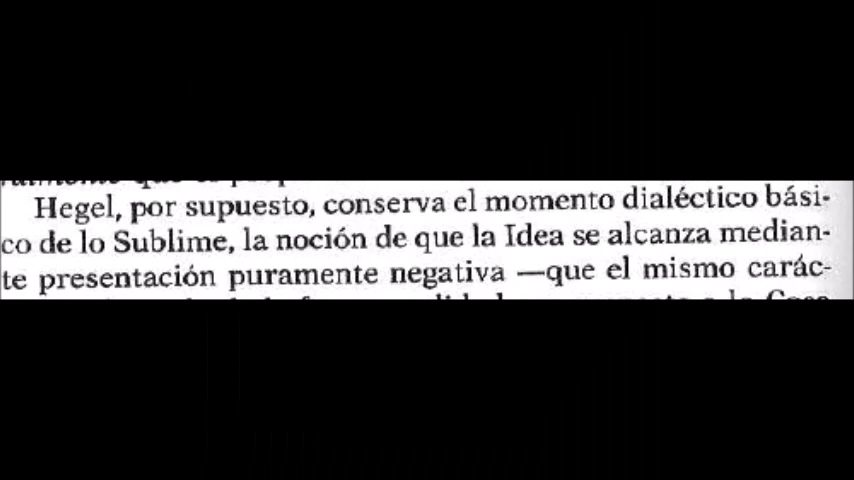 Hegel, por supuesto, conserva el momento dialéctico bási-
co de lo Sublime, la noción de que la Idea se alcanza median-
te presentación puramente negativa —que el mismo carác-